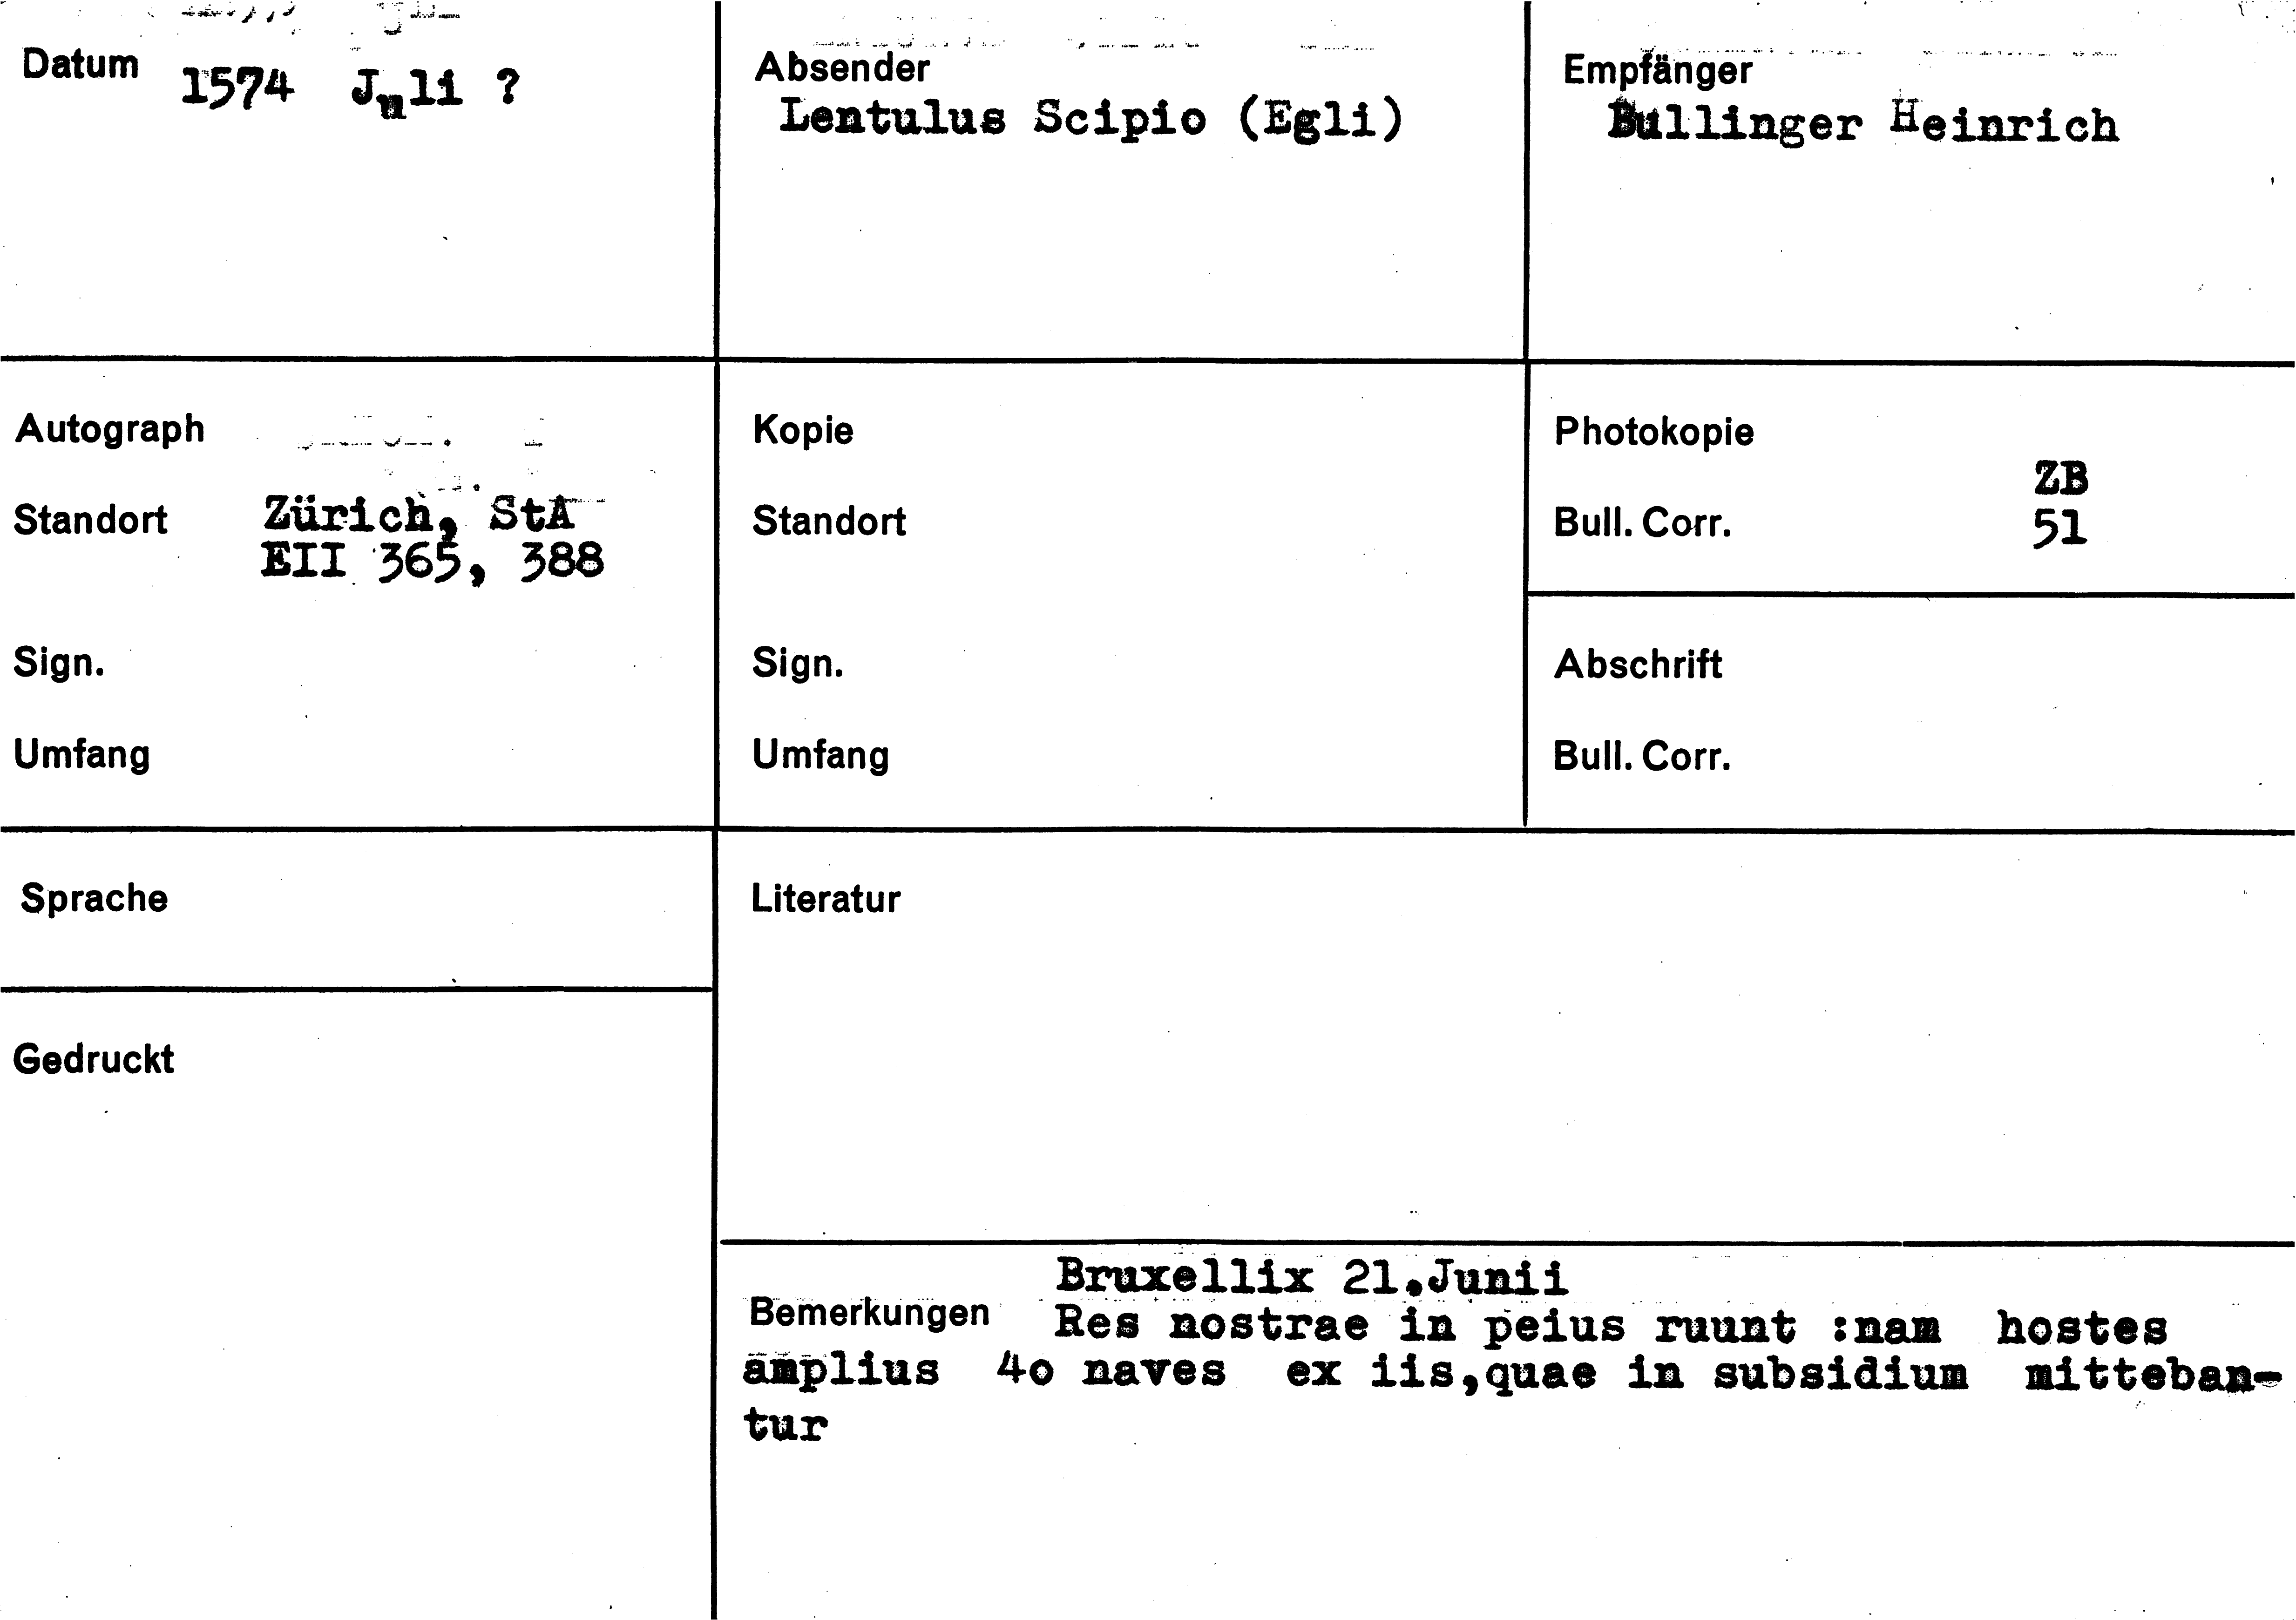 Datum 1574 Juli ?
Absender
Lentulus Scipio (Egli)
Empfänger
Bullinger Heinrich
Autograph
Standort Zürich, StA
EII 365, 388
Sign.
Umfang
Kopie
Standort
Sign.
Umfang
Photokopie
ZB
Bull. Corr. 51
Abschrift
Bull. Corr.
Sprache
Gedruckt
Literatur
Bruxellix 21.Junii
Bemerkungen Res nostrae in peius ruunt :nam hostes
amplius 4o naves ex iis,quae in subsidium mitteban-
tur